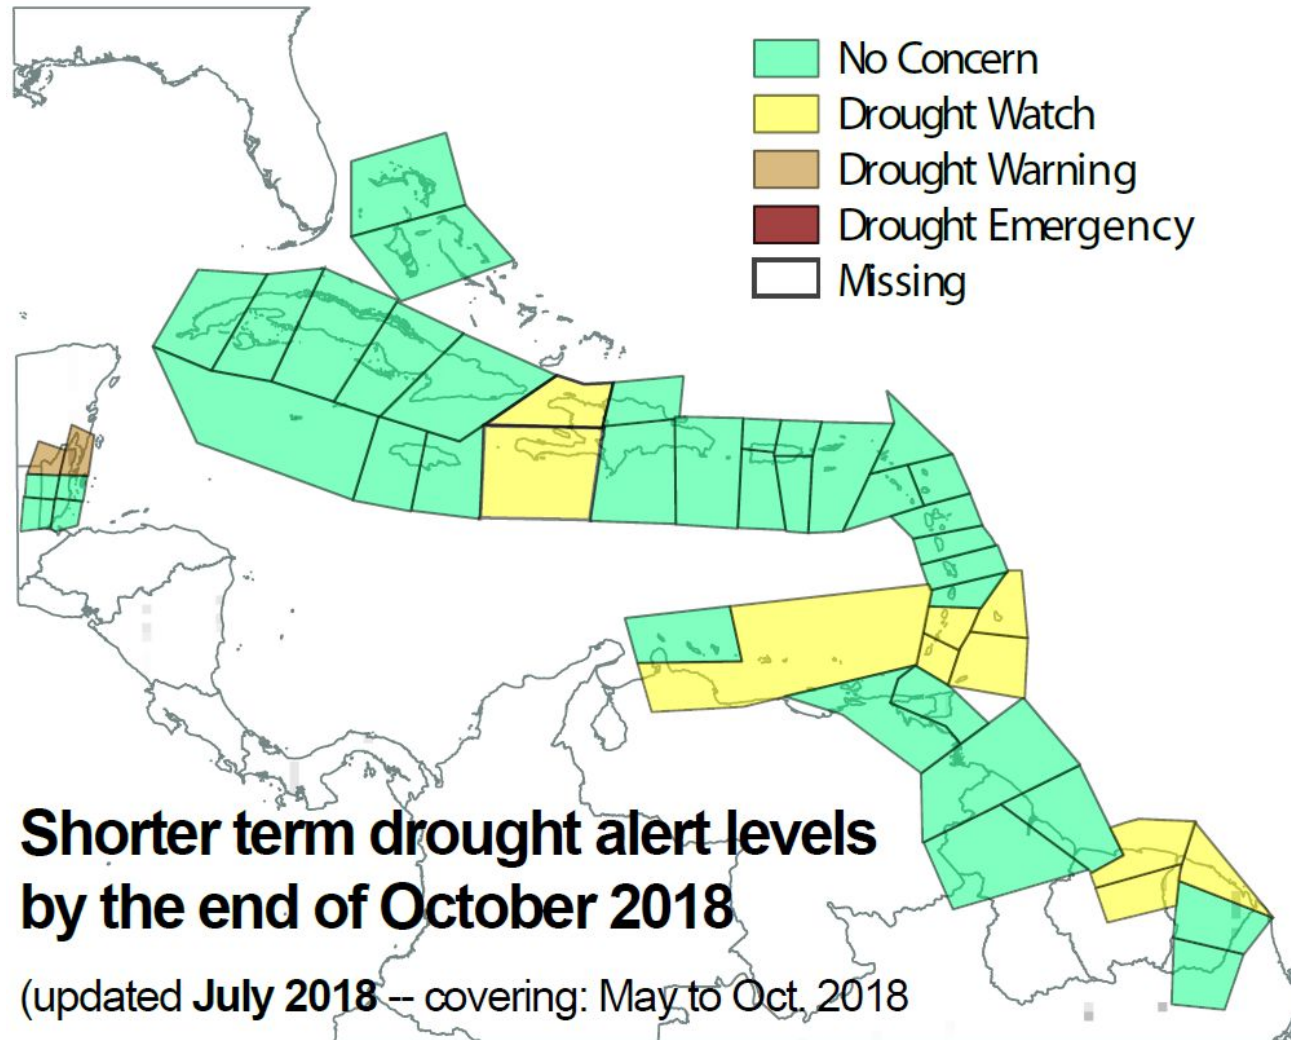 No Concern
Drought Watch
Drought Warning
Drought Emergency
Missing
Shorter term drought alert levels
by the end of October 2018
(updated July 2018 -- covering: May to Oct. 2018